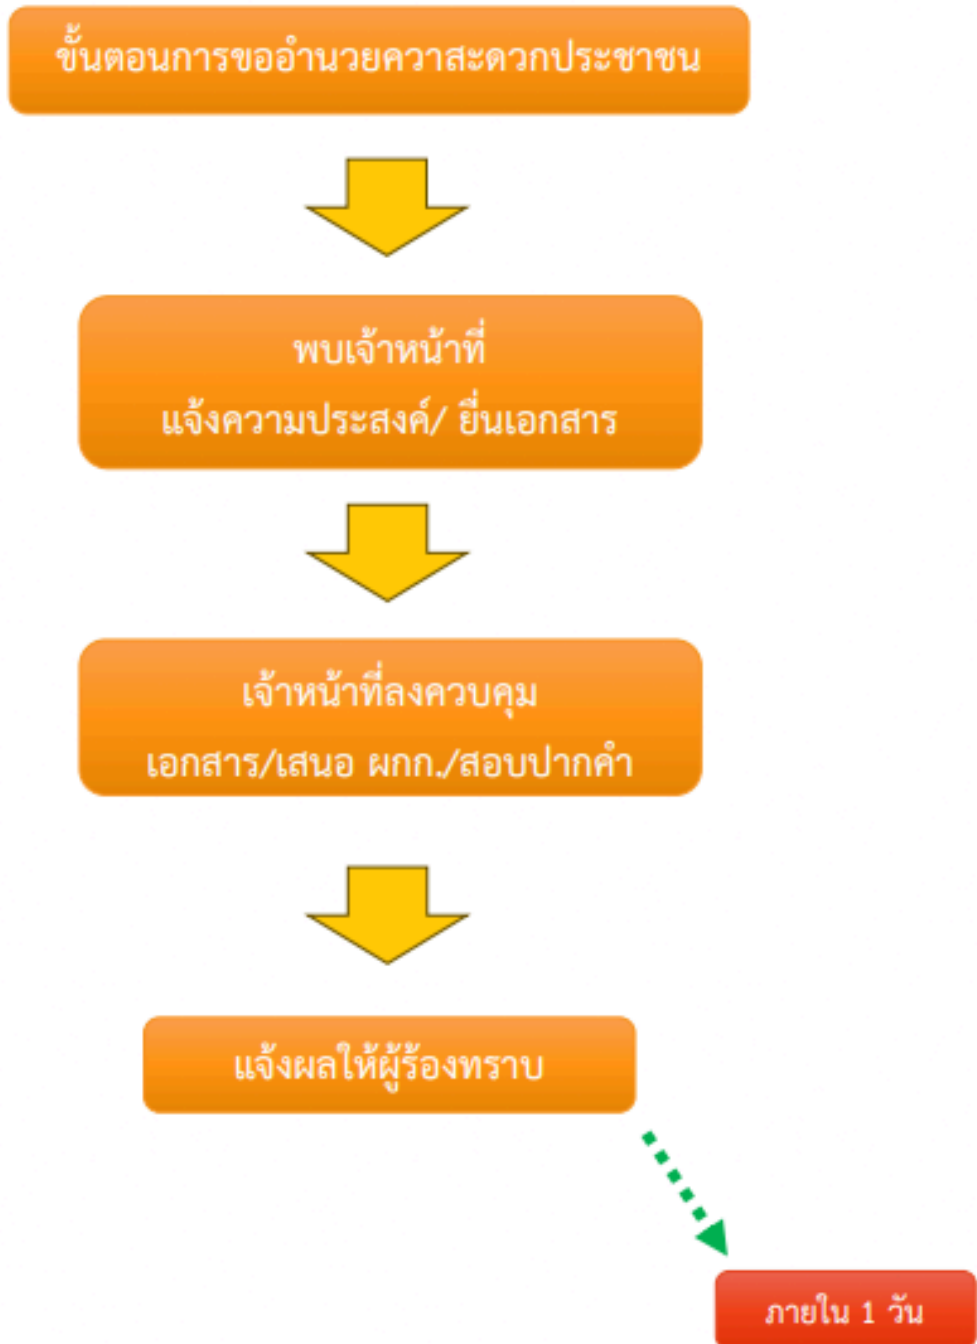 ขั้นตอนการขออำนวยควาสะดวกประชาชน
พบเจ้าหน้าที่
แจ้งความประสงค์/ ยื่นเอกสาร
เจ้าหน้าที่ลงควบคุม
เอกสาร/เสนอ ผกก./สอบปากคำ
แจ้งผลให้ผู้ร้องทราบ
ภายใน 1 วัน